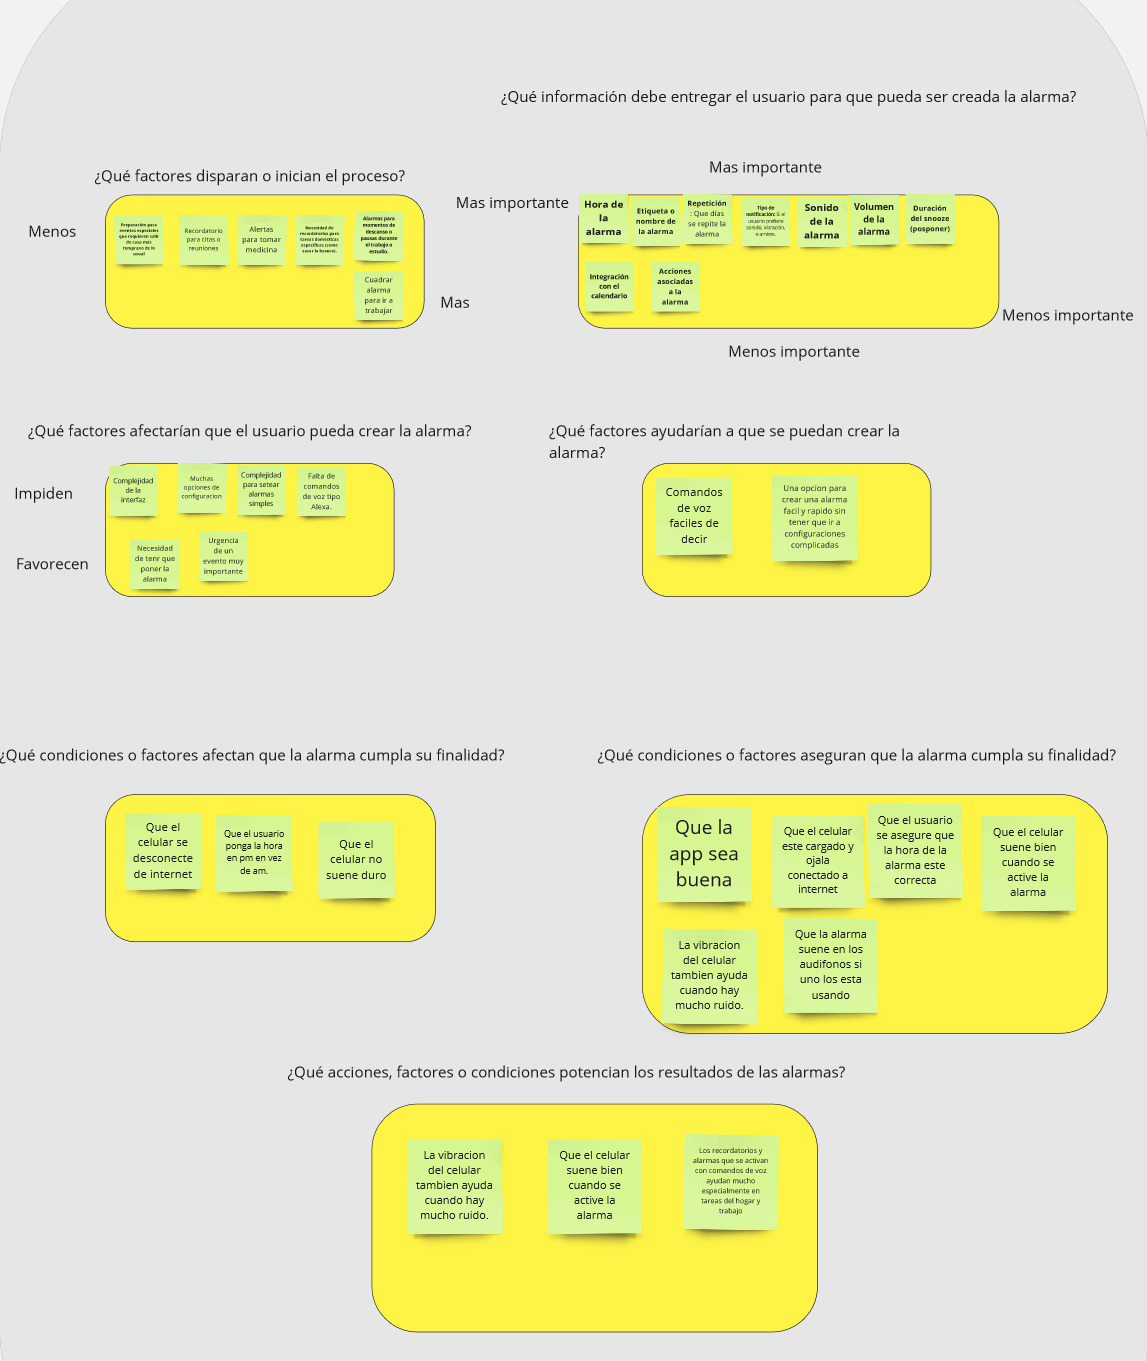 ¿Qué información debe entregar el usuario para que pueda ser creada la alarma?
¿Qué factores disparan o inician el proceso?
Menos
Preparación para
eventos especiales
que requieren salir
de casa más
temprano de lo
usual
Recordatorio
para citas o
reuniones
Alertas
para tomar
medicina
Necesidad de
recordatorios para
tareas domésticas
específicas (como
sacar la basura).
Alarmas para
momentos de
descanso o
pausas durante
el trabajo o
estudio.
Cuadrar
alarma
para ir a
trabajar
Mas
Mas importante
Mas importante
Hora de
la
alarma
Etiqueta o
nombre de
la alarma
Repetición
: Que días
se repite la
alarma
Tipo de
notificación: Si el
usuario prefiere
sonido, vibración,
o ambos.
Sonido
de la
alarma
Volumen
de la
alarma
Duración
del snooze
(posponer)
Integración
con el
calendario
Acciones
asociadas
a la
alarma
Menos importante
Menos importante
¿Qué factores afectarían que el usuario pueda crear la alarma?
Impiden
Complejidad
de la
interfaz
Muchas
opciones de
configuracion
Complejidad
para setear
alarmas
simples
Falta de
comandos
de voz tipo
Alexa.
Favorecen
Necesidad
de tenr que
poner la
alarma
Urgencia
de un
evento muy
importante
¿Qué factores ayudarían a que se puedan crear la
alarma?
Comandos
de voz
faciles de
decir
Una opcion para
crear una alarma
facil y rapido sin
tener que ir a
configuraciones
complicadas
¿Qué condiciones o factores afectan que la alarma cumpla su finalidad?
Que el
celular se
desconecte
de internet
Que el usuario
ponga la hora
en pm en vez
de am.
Que el
celular no
suene duro
¿Qué condiciones o factores aseguran que la alarma cumpla su finalidad?
Que la
app sea
buena
Que el celular
este cargado y
ojala
conectado a
internet
Que el usuario
se asegure que
la hora de la
alarma este
correcta
Que el celular
suene bien
cuando se
active la
alarma
La vibracion
del celular
tambien ayuda
cuando hay
mucho ruido.
Que la alarma
suene en los
audifonos si
uno los esta
usando
¿Qué acciones, factores o condiciones potencian los resultados de las alarmas?
La vibracion
del celular
tambien ayuda
cuando hay
mucho ruido.
Que el celular
suene bien
cuando se
active la
alarma
Los recordatorios y
alarmas que se activan
con comandos de voz
ayudan mucho
especialmente en
tareas del hogar y
trabajo